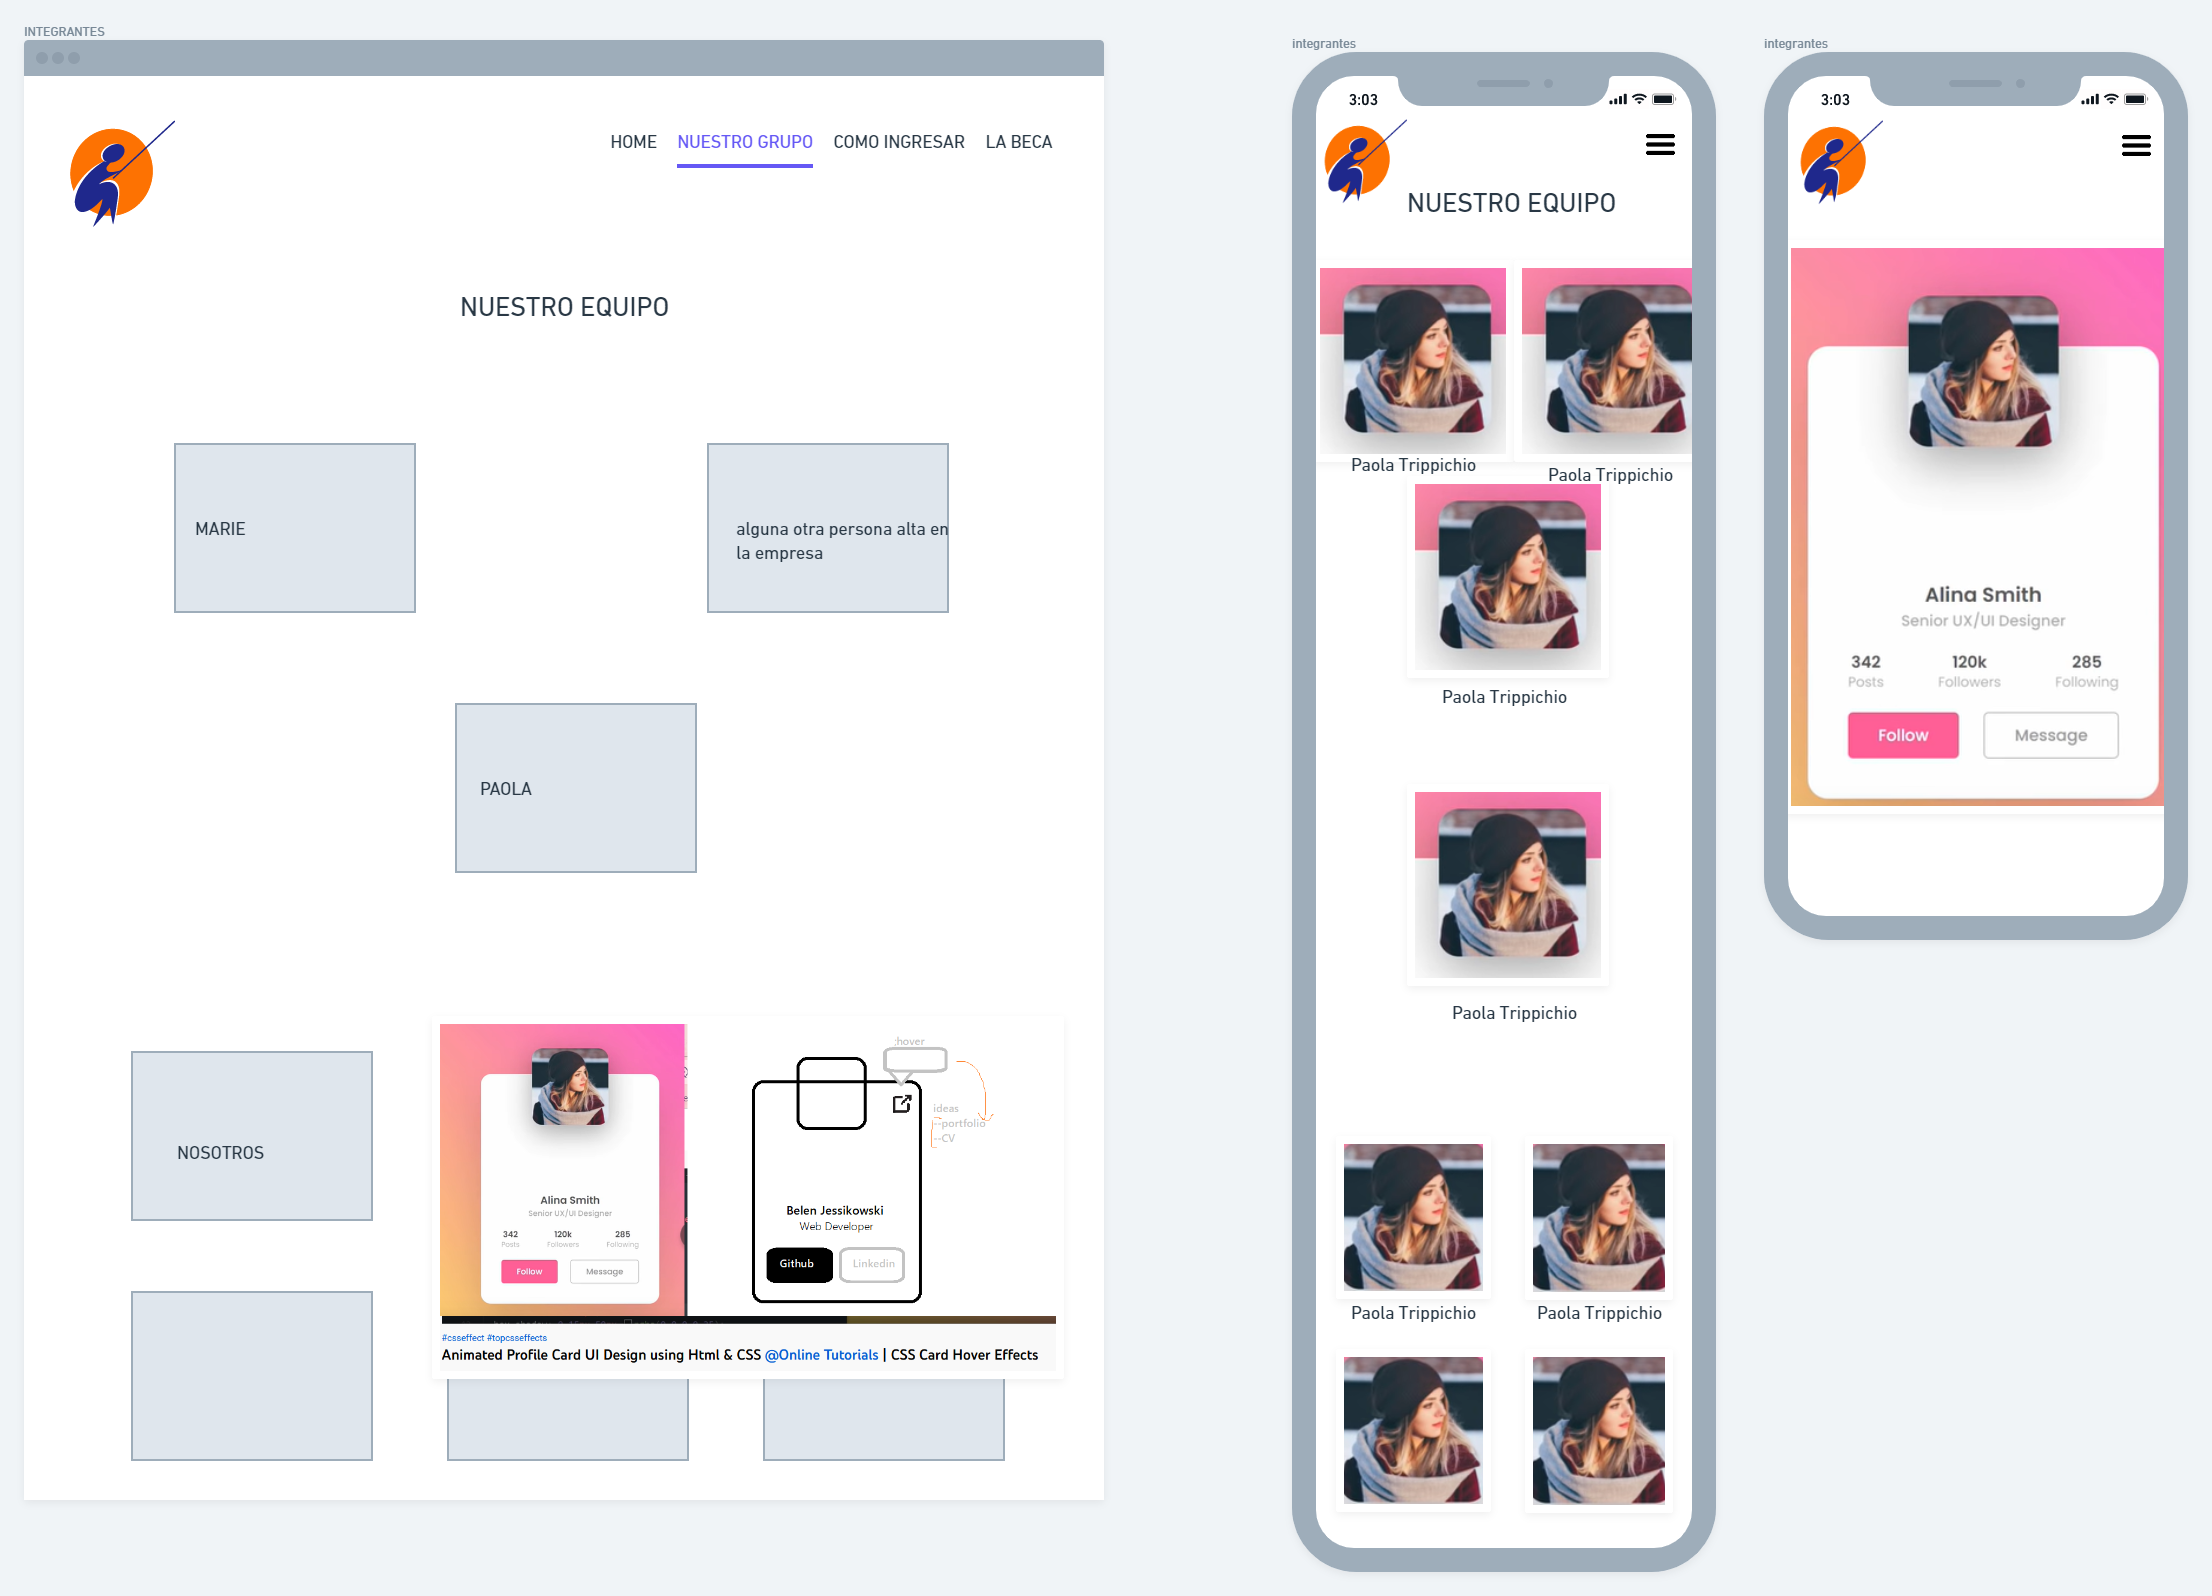 INTEGRANTES
HOME NUESTRO GRUPO COMO INGRESAR LA BECA
NUESTRO EQUIPO
MARIE
alguna otra persona alta en
la empresa
PAOLA
NOSOTROS
Alina Smith
Senior UX/UI Designer
342 120k 285
Posts Followers Following
Follow Message
:hover
ideas
--portfolio
--CV
Belen Jessikowski
Web Developer
Github Linkedin
#csseffect #topcsseffects
Animated Profile Card UI Design using Html & CSS @Online Tutorials | CSS Card Hover Effects
integrantes
3:03
NUESTRO EQUIPO
Paola Trippichio
Paola Trippichio
Paola Trippichio
Paola Trippichio
Paola Trippichio Paola Trippichio
integrantes
3:03
Alina Smith
Senior UX/UI Designer
342 120k 285
Posts Followers Following
Follow Message